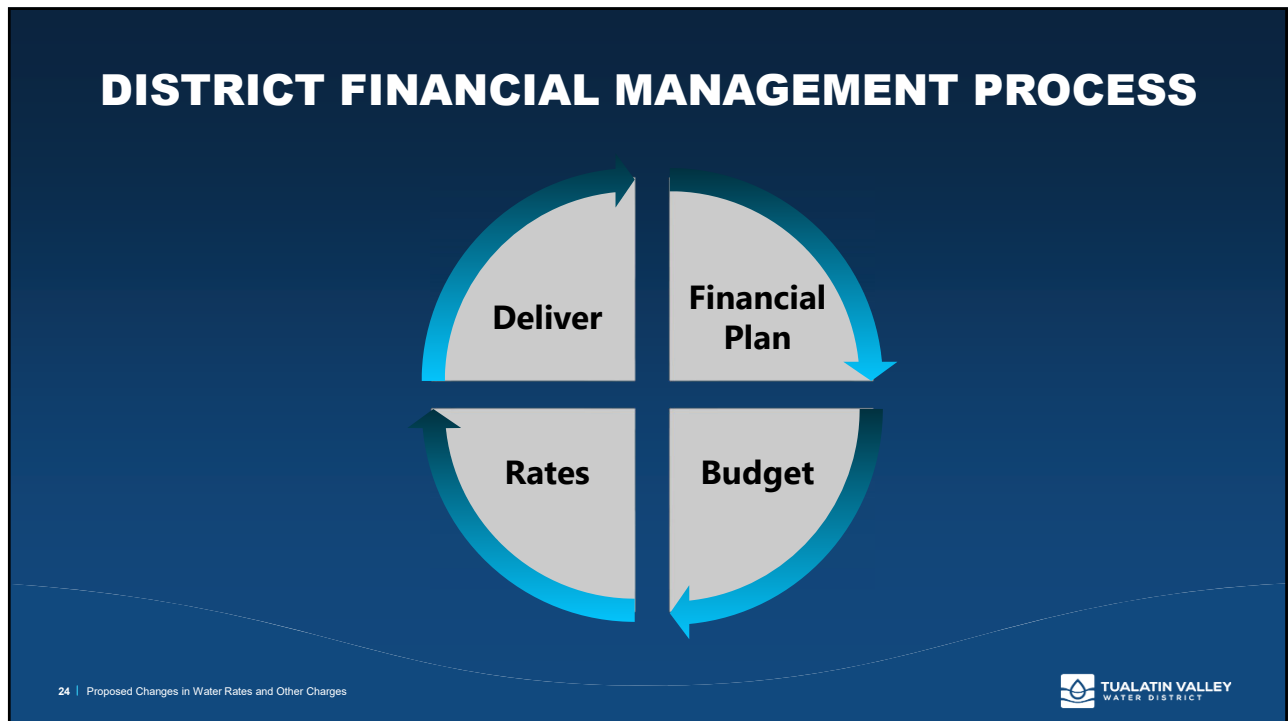 DISTRICT FINANCIAL MANAGEMENT PROCESS
Deliver
Financial
Plan
Rates
Budget
24 | Proposed Changes in Water Rates and Other Charges
TUALATIN VALLEY
WATER DISTRICT